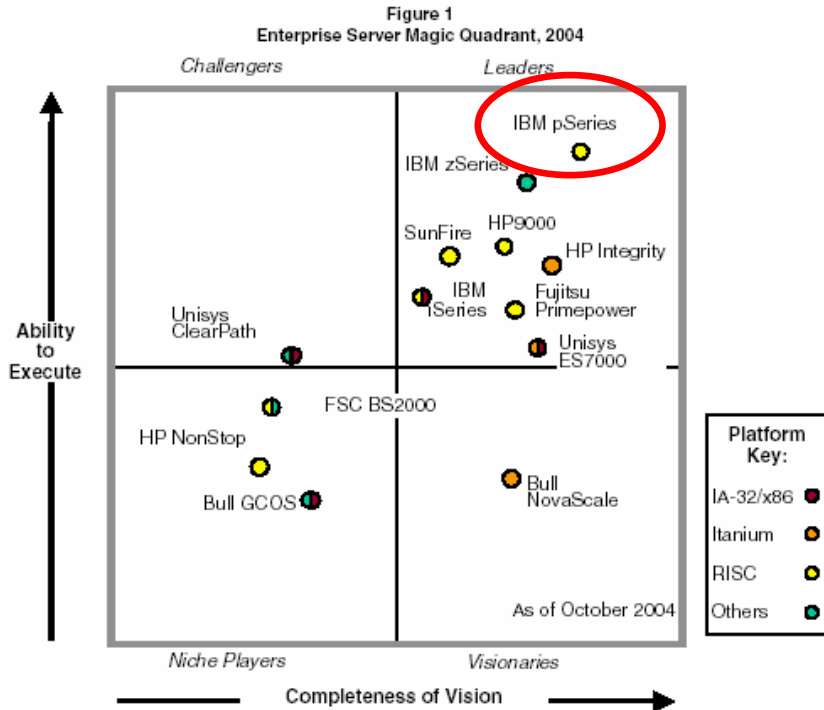 Figure 1
Enterprise Server Magic Quadrant, 2004
Challengers
Leaders
IBM pSeries
IBM zSeries
HP9000
SunFire
HP Integrity
IBM
iSeries
Fujitsu
Primepower
Unisys
ClearPath
Unisys
ES7000
Ability
to
Execute
FSC BS2000
HP NonStop
Bull GCOS
Bull
NovaScale
Platform
Key:
IA-32/x86
Itanium
RISC
Others
As of October 2004
Niche Players
Visionaries
Completeness of Vision